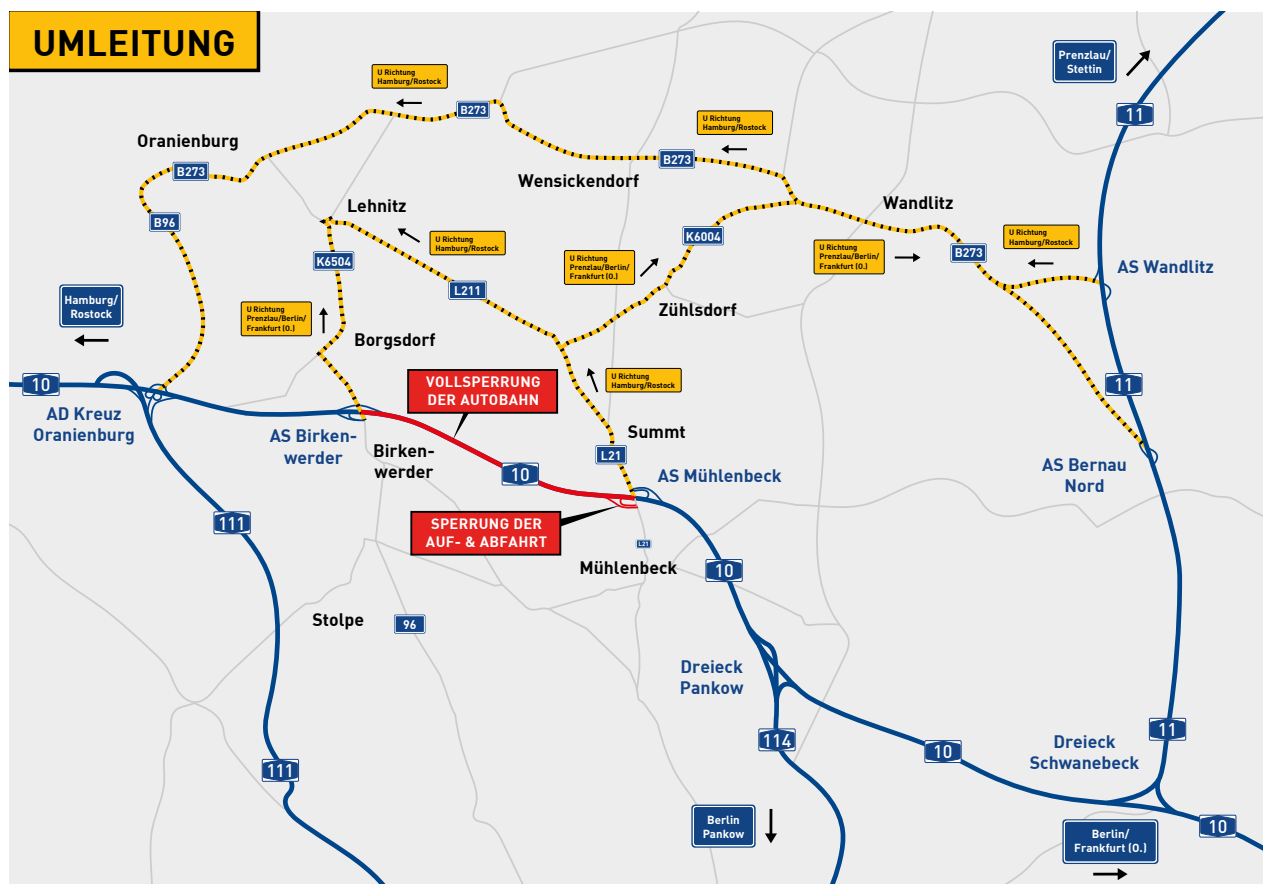 UMLEITUNG
Prenzlau/
Stettin
11
U Richtung
Hamburg/Rostock
B273
U Richtung
Hamburg/Rostock
Oranienburg
B273
B273
Wensickendorf
Lehnitz
Wandlitz
B96
U Richtung
Hamburg/Rostock
K6004
U Richtung
Prenzlau/Berlin/
Frankfurt (O.)
U Richtung
Prenzlau/Berlin/
Frankfurt (O.)
B273
U Richtung
Hamburg/Rostock
K6504
AS Wandlitz
L211
Hamburg/
Rostock
Zühlsdorf
U Richtung
Prenzlau/Berlin/
Frankfurt (O.)
Borgsdorf
10
VOLLSPERRUNG
DER AUTOBAHN
U Richtung
Hamburg/Rostock
11
AD Kreuz
Oranienburg
AS Birken-
werder
Birken-
werder
Summt
L21
10
AS Mühlenbeck
AS Bernau
Nord
111
SPERRUNG DER
AUF- & ABFAHRT
L21
Mühlenbeck
10
Stolpe
96
Dreieck
Pankow
114
10
11
Dreieck
Schwanebeck
111
Berlin
Pankow
10
Berlin/
Frankfurt (O.)